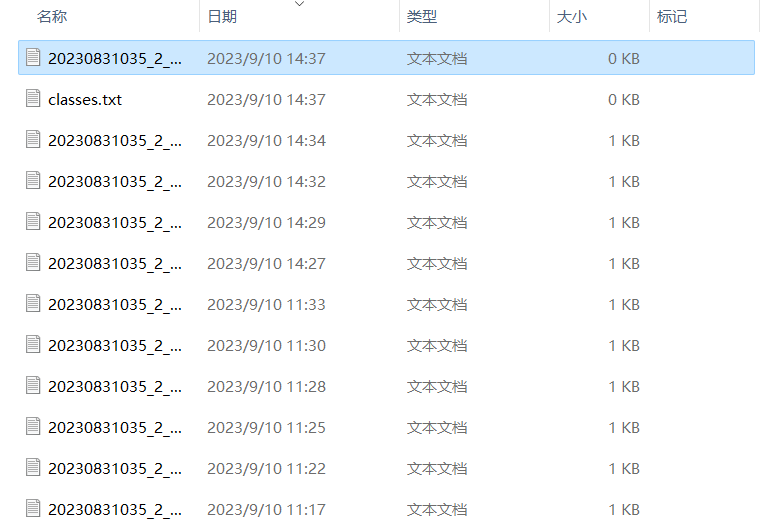 名称 日期 类型 大小 标记
20230831035_2_... 2023/9/10 14:37 文本文档 0 KB
classes.txt 2023/9/10 14:37 文本文档 0 KB
20230831035_2_... 2023/9/10 14:34 文本文档 1 KB
20230831035_2_... 2023/9/10 14:32 文本文档 1 KB
20230831035_2_... 2023/9/10 14:29 文本文档 1 KB
20230831035_2_... 2023/9/10 14:27 文本文档 1 KB
20230831035_2_... 2023/9/10 11:33 文本文档 1 KB
20230831035_2_... 2023/9/10 11:30 文本文档 1 KB
20230831035_2_... 2023/9/10 11:28 文本文档 1 KB
20230831035_2_... 2023/9/10 11:25 文本文档 1 KB
20230831035_2_... 2023/9/10 11:22 文本文档 1 KB
20230831035_2_... 2023/9/10 11:17 文本文档 1 KB